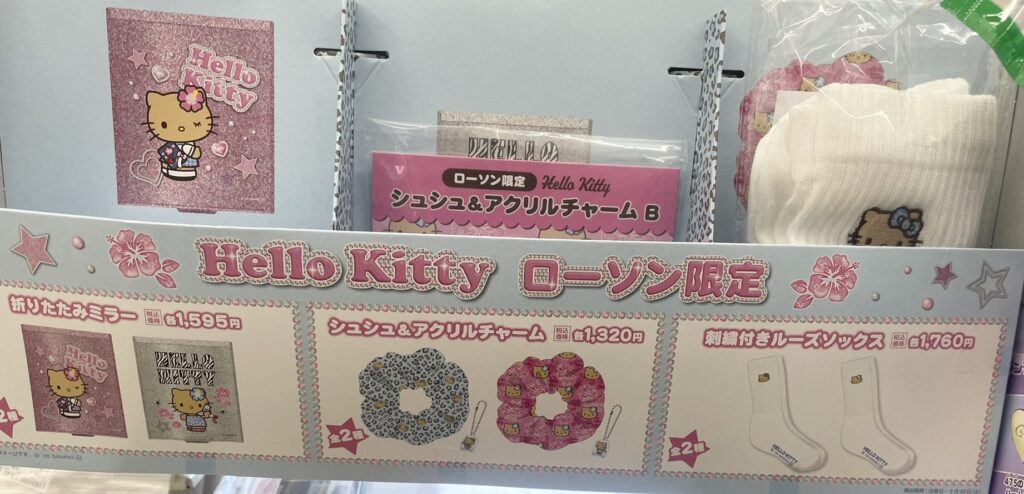 Hello
Kitty
HELLO
ローソン限定 Hello Kitty
シュシュ&アクリルチャーム B
Hello Kitty ローソン限定
折りたたみミラー 税込価格 各1,595円
Hello
Kitty
HELLO
KITTY
シュシュ&アクリルチャーム 税込価格 各1,320円
全2種
刺繍付きルーズソックス 税込価格 各1,760円
HELLO KITTY
HELLO KITTY
全2種